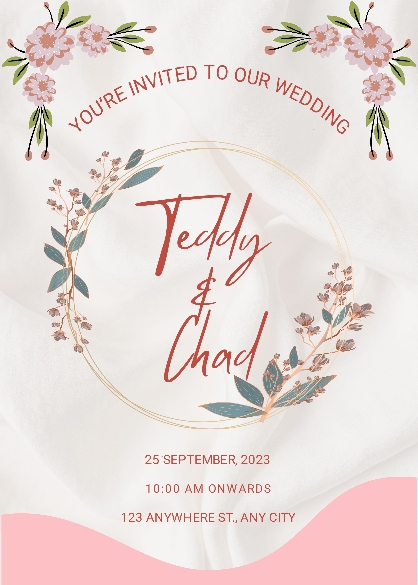 YOU'RE INVITED TO OUR WEDDING
Teddy
&
Chad
25 SEPTEMBER, 2023
10:00 AM ONWARDS
123 ANYWHERE ST., ANY CITY